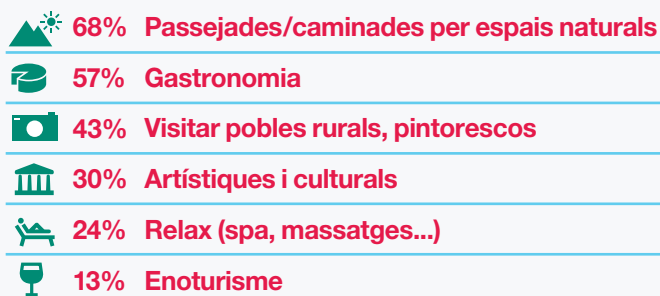 68% Passejades/caminades per espais naturals
57% Gastronomia
43% Visitar pobles rurals, pintorescos
30% Artístiques i culturals
24% Relax (spa, massatges...)
13% Enoturisme